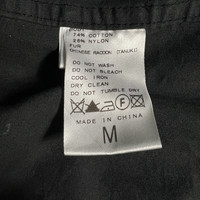 BODY
74% COTTON
26% NYLON
FUR
CHINESE RACOON (TANUKI)
DO NOT WASH
DO NOT BLEACH
COOL IRON
DRY CLEAN
DO NOT TUMBLE DRY
F
MADE IN CHINA
M